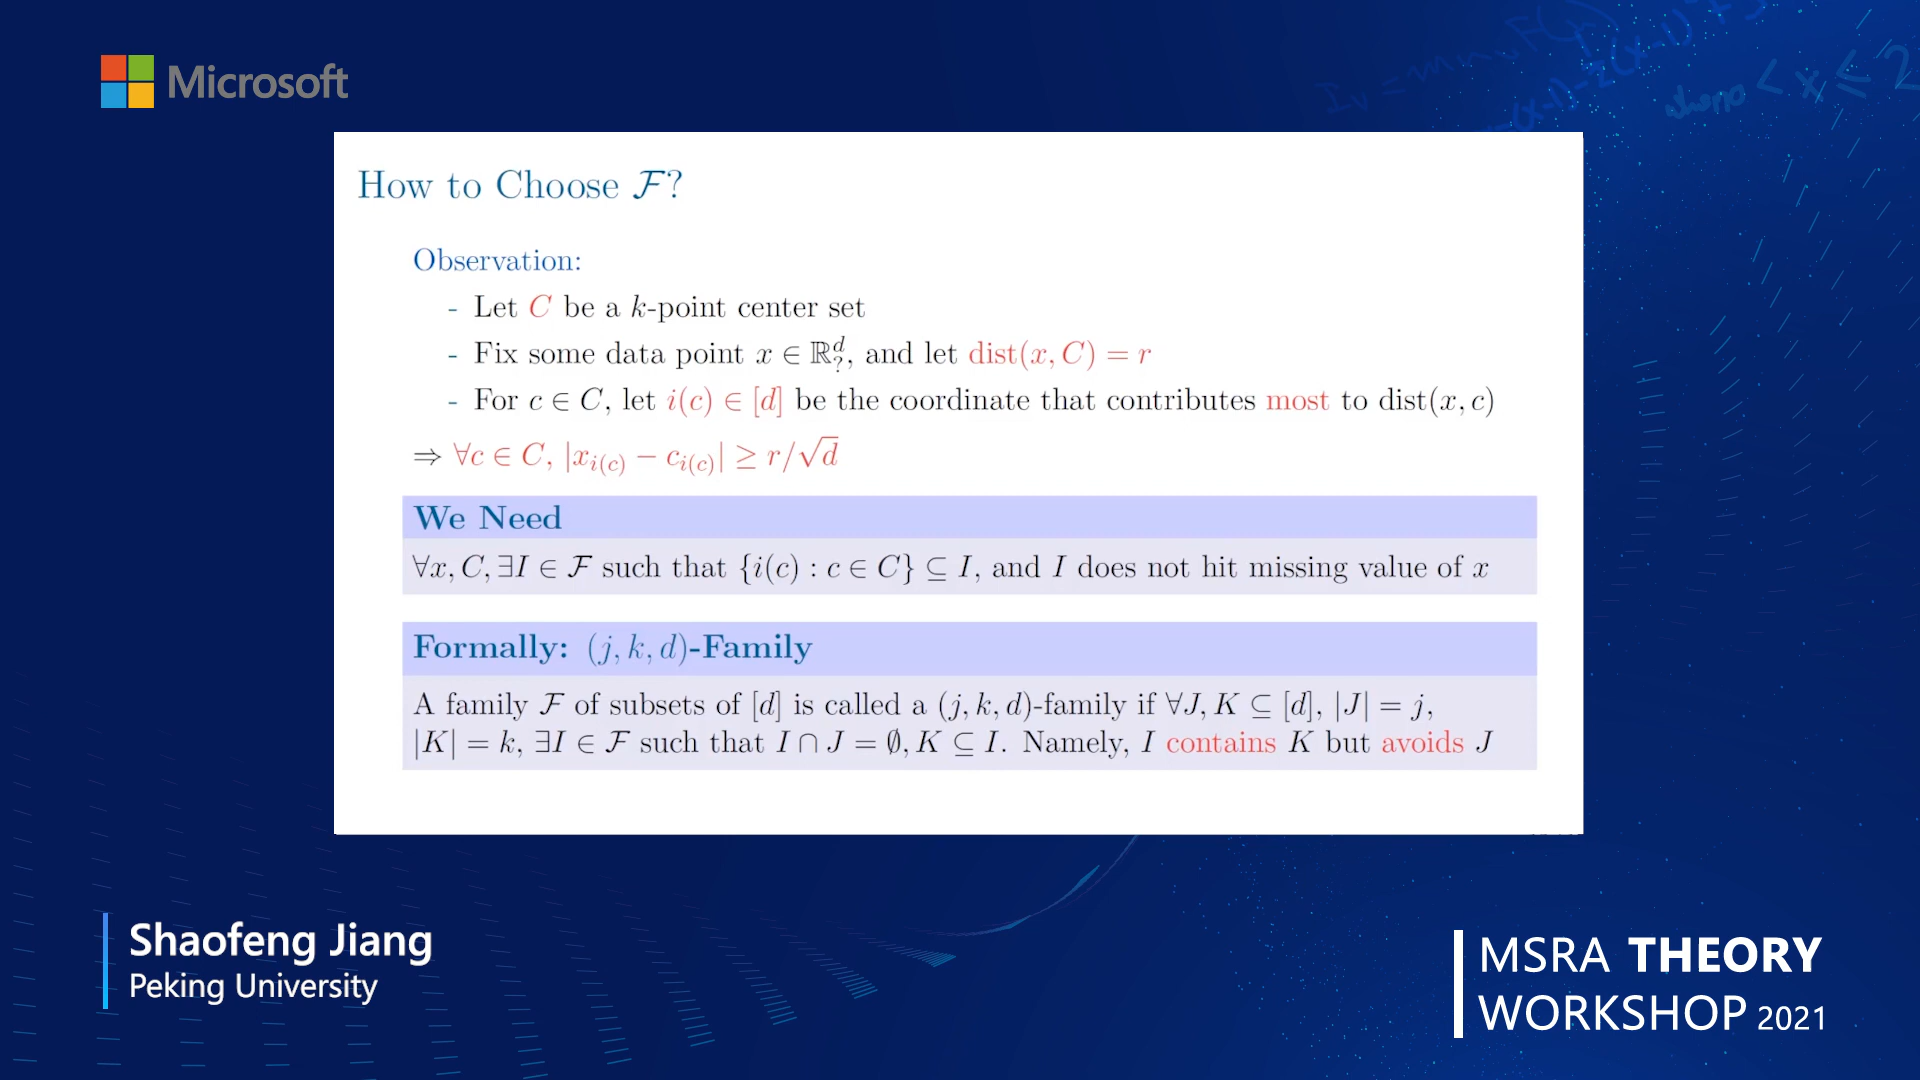 Microsoft
How to Choose ℱ?
Observation:
- Let C be a k-point center set
- Fix some data point x ∈ ℝ^d_?, and let dist(x, C) = r
- For c ∈ C, let i(c) ∈ [d] be the coordinate that contributes most to dist(x, c)
⇒ ∀c ∈ C, |x_{i(c)} − c_{i(c)}| ≥ r/√d
We Need
∀x, C, ∃I ∈ ℱ such that {i(c) : c ∈ C} ⊆ I, and I does not hit missing value of x
Formally: (j, k, d)-Family
A family ℱ of subsets of [d] is called a (j, k, d)-family if ∀J, K ⊆ [d], |J| = j,
|K| = k, ∃I ∈ ℱ such that I ∩ J = ∅, K ⊆ I. Namely, I contains K but avoids J
Shaofeng Jiang
Peking University
MSRA THEORY
WORKSHOP 2021